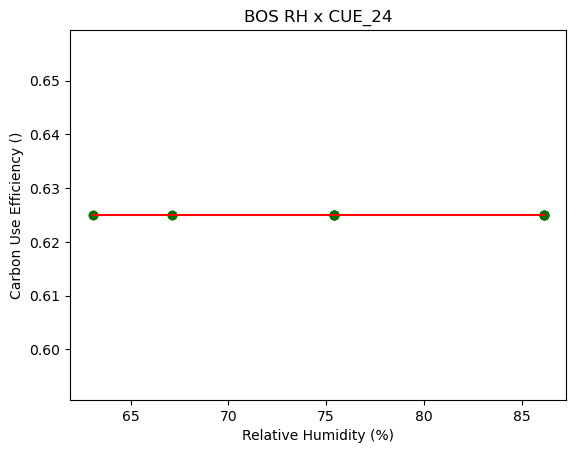 BOS RH x CUE_24
Carbon Use Efficiency ()
0.65
0.64
0.63
0.62
0.61
0.60
65 70 75 80 85
Relative Humidity (%)